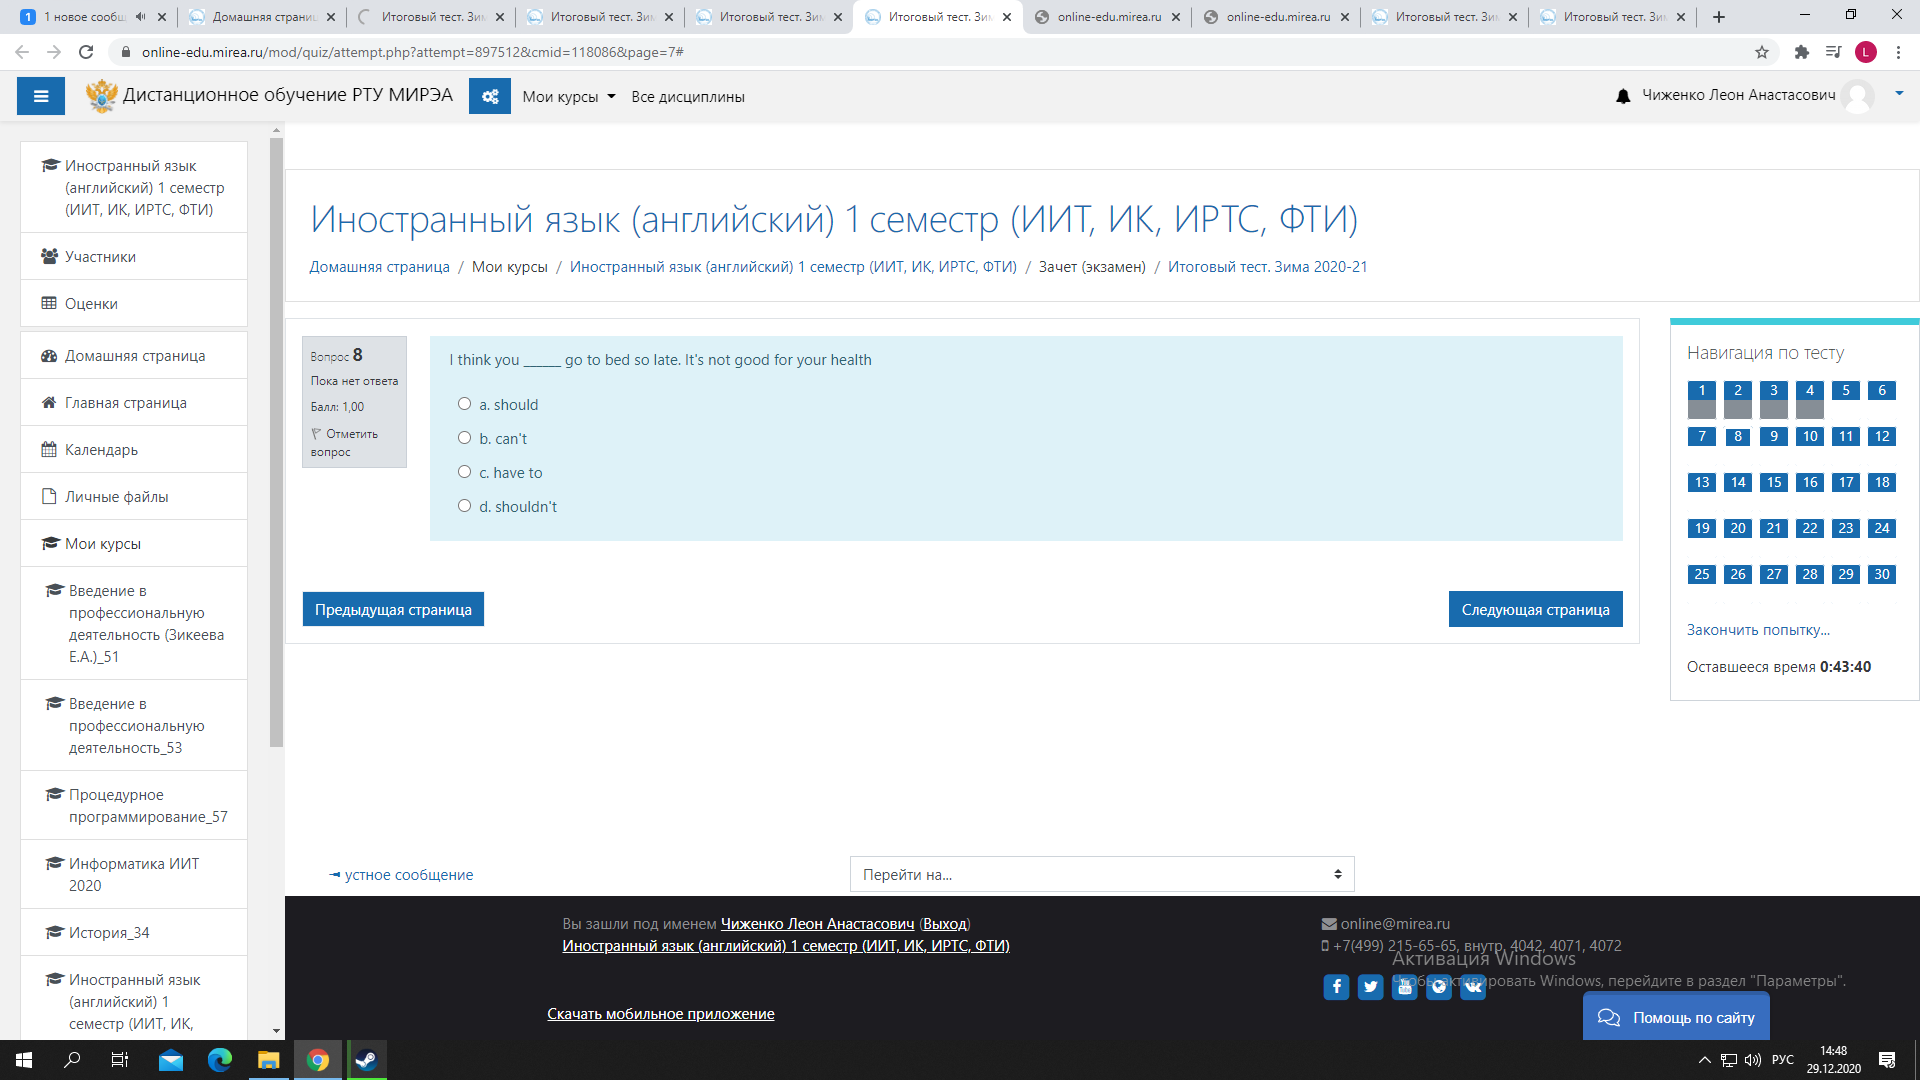 1 новое сообщ
Домашняя страниц
Итоговый тест. Зим
Итоговый тест. Зим
Итоговый тест. Зим
Итоговый тест. Зим
online-edu.mirea.ru
online-edu.mirea.ru
Итоговый тест. Зим
Итоговый тест. Зим
online-edu.mirea.ru/mod/quiz/attempt.php?attempt=897512&cmid=118086&page=7#
L
Дистанционное обучение РТУ МИРЭА
Мои курсы
Все дисциплины
Чиженко Леон Анастасович
Иностранный язык
(английский) 1 семестр
(ИИТ, ИК, ИРТС, ФТИ)
Участники
Оценки
Домашняя страница
Главная страница
Календарь
Личные файлы
Мои курсы
Введение в
профессиональную
деятельность (Зикеева
Е.А.)_51
Введение в
профессиональную
деятельность_53
Процедурное
программирование_57
Информатика ИИТ
2020
История_34
Иностранный язык
(английский) 1
семестр (ИИТ, ИК,
Иностранный язык (английский) 1 семестр (ИИТ, ИК, ИРТС, ФТИ)
Домашняя страница / Мои курсы / Иностранный язык (английский) 1 семестр (ИИТ, ИК, ИРТС, ФТИ) / Зачет (экзамен) / Итоговый тест. Зима 2020-21
Вопрос 8
Пока нет ответа
Балл: 1,00
Отметить
вопрос
I think you _____ go to bed so late. It's not good for your health
a. should
b. can't
c. have to
d. shouldn't
Предыдущая страница
Следующая страница
Навигация по тесту
1 2 3 4 5 6
7 8 9 10 11 12
13 14 15 16 17 18
19 20 21 22 23 24
25 26 27 28 29 30
Закончить попытку...
Оставшееся время 0:43:40
◄ устное сообщение
Перейти на...
Вы зашли под именем Чиженко Леон Анастасович (Выход)
Иностранный язык (английский) 1 семестр (ИИТ, ИК, ИРТС, ФТИ)
Скачать мобильное приложение
online@mirea.ru
+7(499) 215-65-65, внутр. 4042, 4071, 4072
Активация Windows
Чтобы активировать Windows, перейдите в раздел "Параметры".
Помощь по сайту
РУС
14:48
29.12.2020